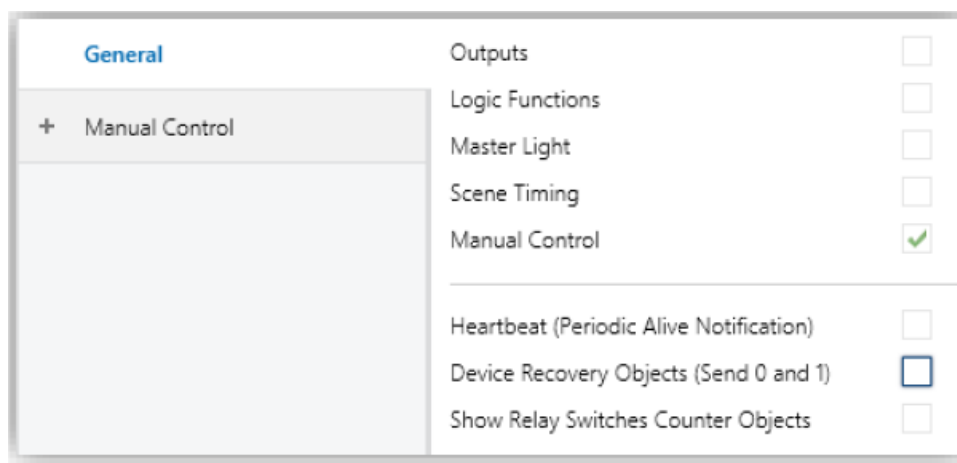 General
+ Manual Control
Outputs
Logic Functions
Master Light
Scene Timing
Manual Control
Heartbeat (Periodic Alive Notification)
Device Recovery Objects (Send 0 and 1)
Show Relay Switches Counter Objects